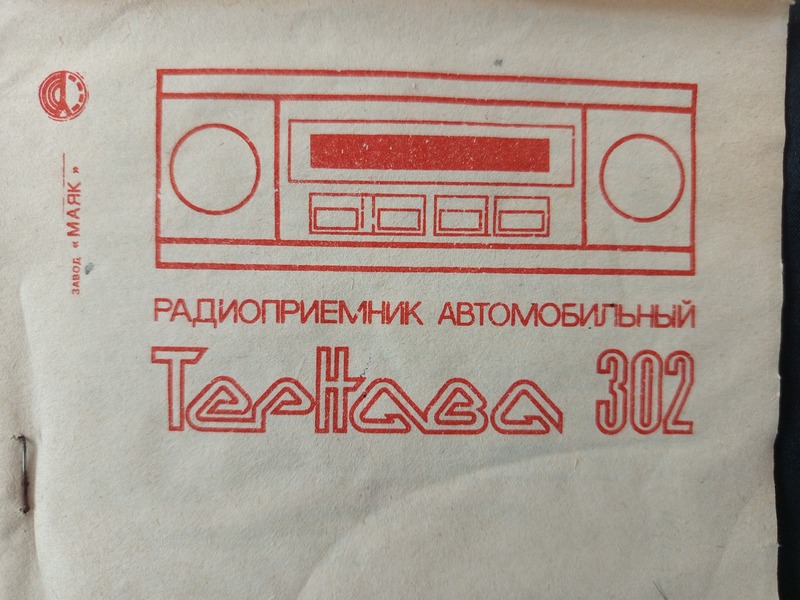 ЗАВОД «МАЯК»
РАДИОПРИЕМНИК АВТОМОБИЛЬНЫЙ
Тернава 302